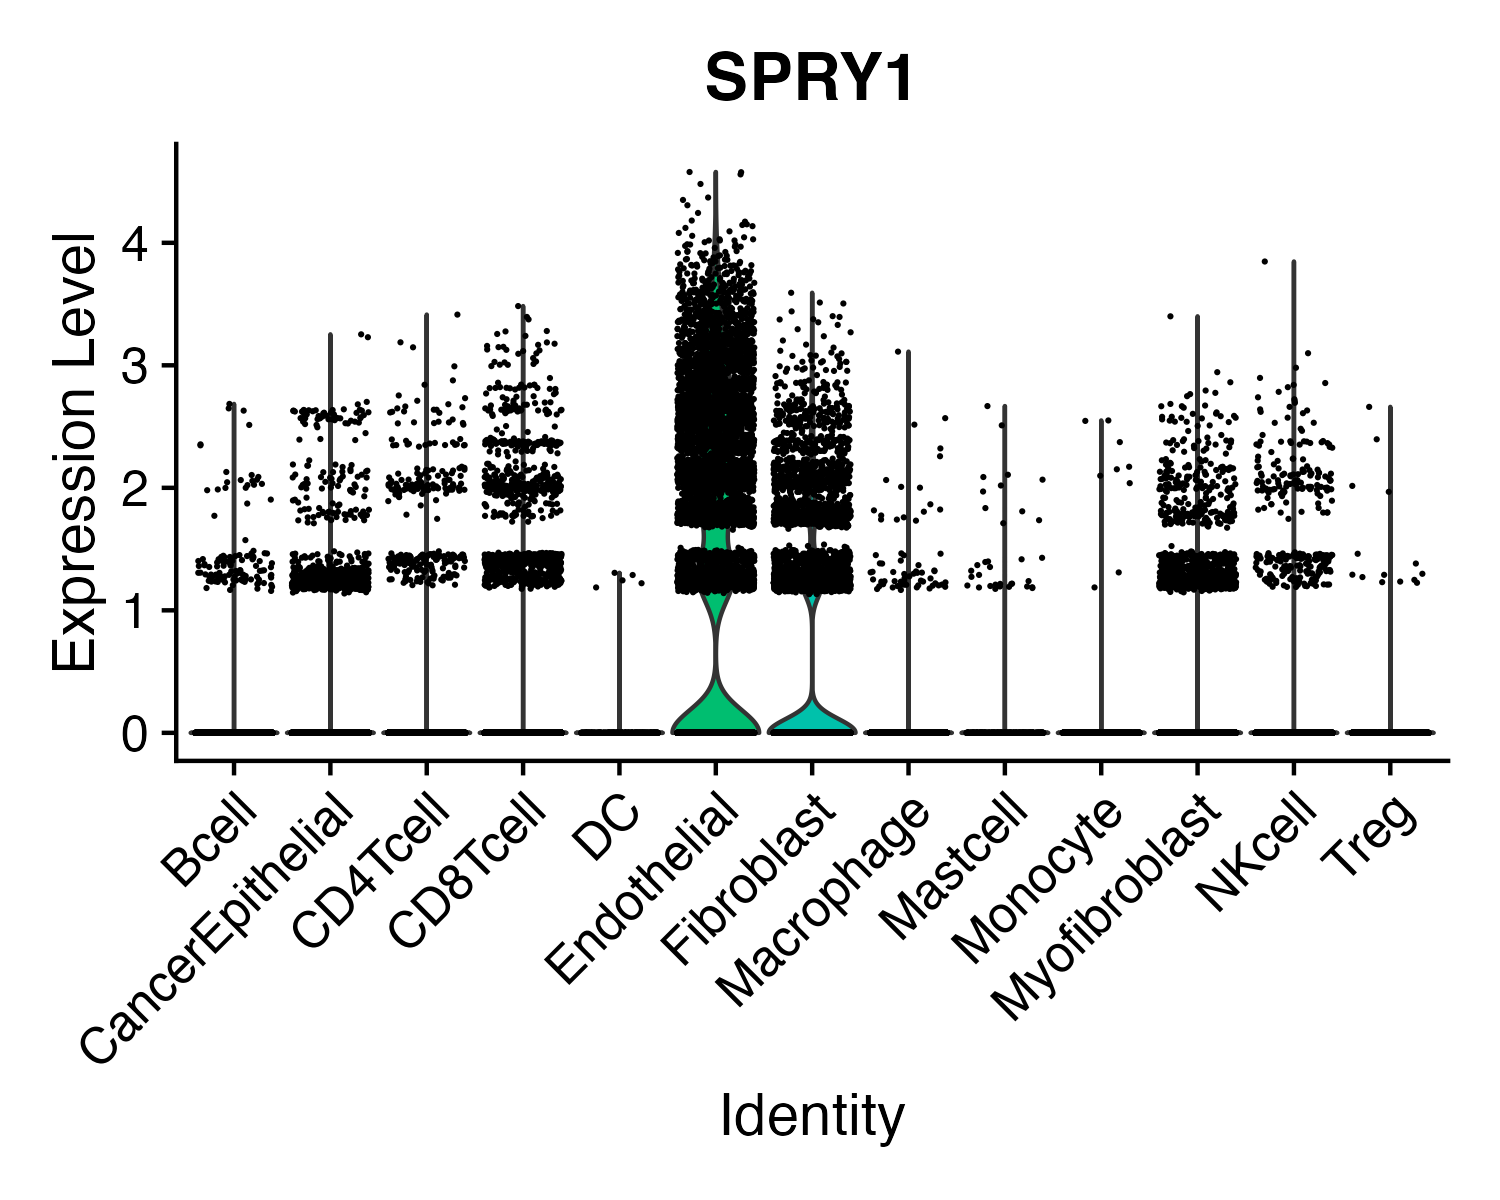 SPRY1
Expression Level
4
3
2
1
0
Bcell
CancerEpithelial
CD4Tcell
CD8Tcell
DC
Endothelial
Fibroblast
Macrophage
Mastcell
Monocyte
Myofibroblast
NKcell
Treg
Identity